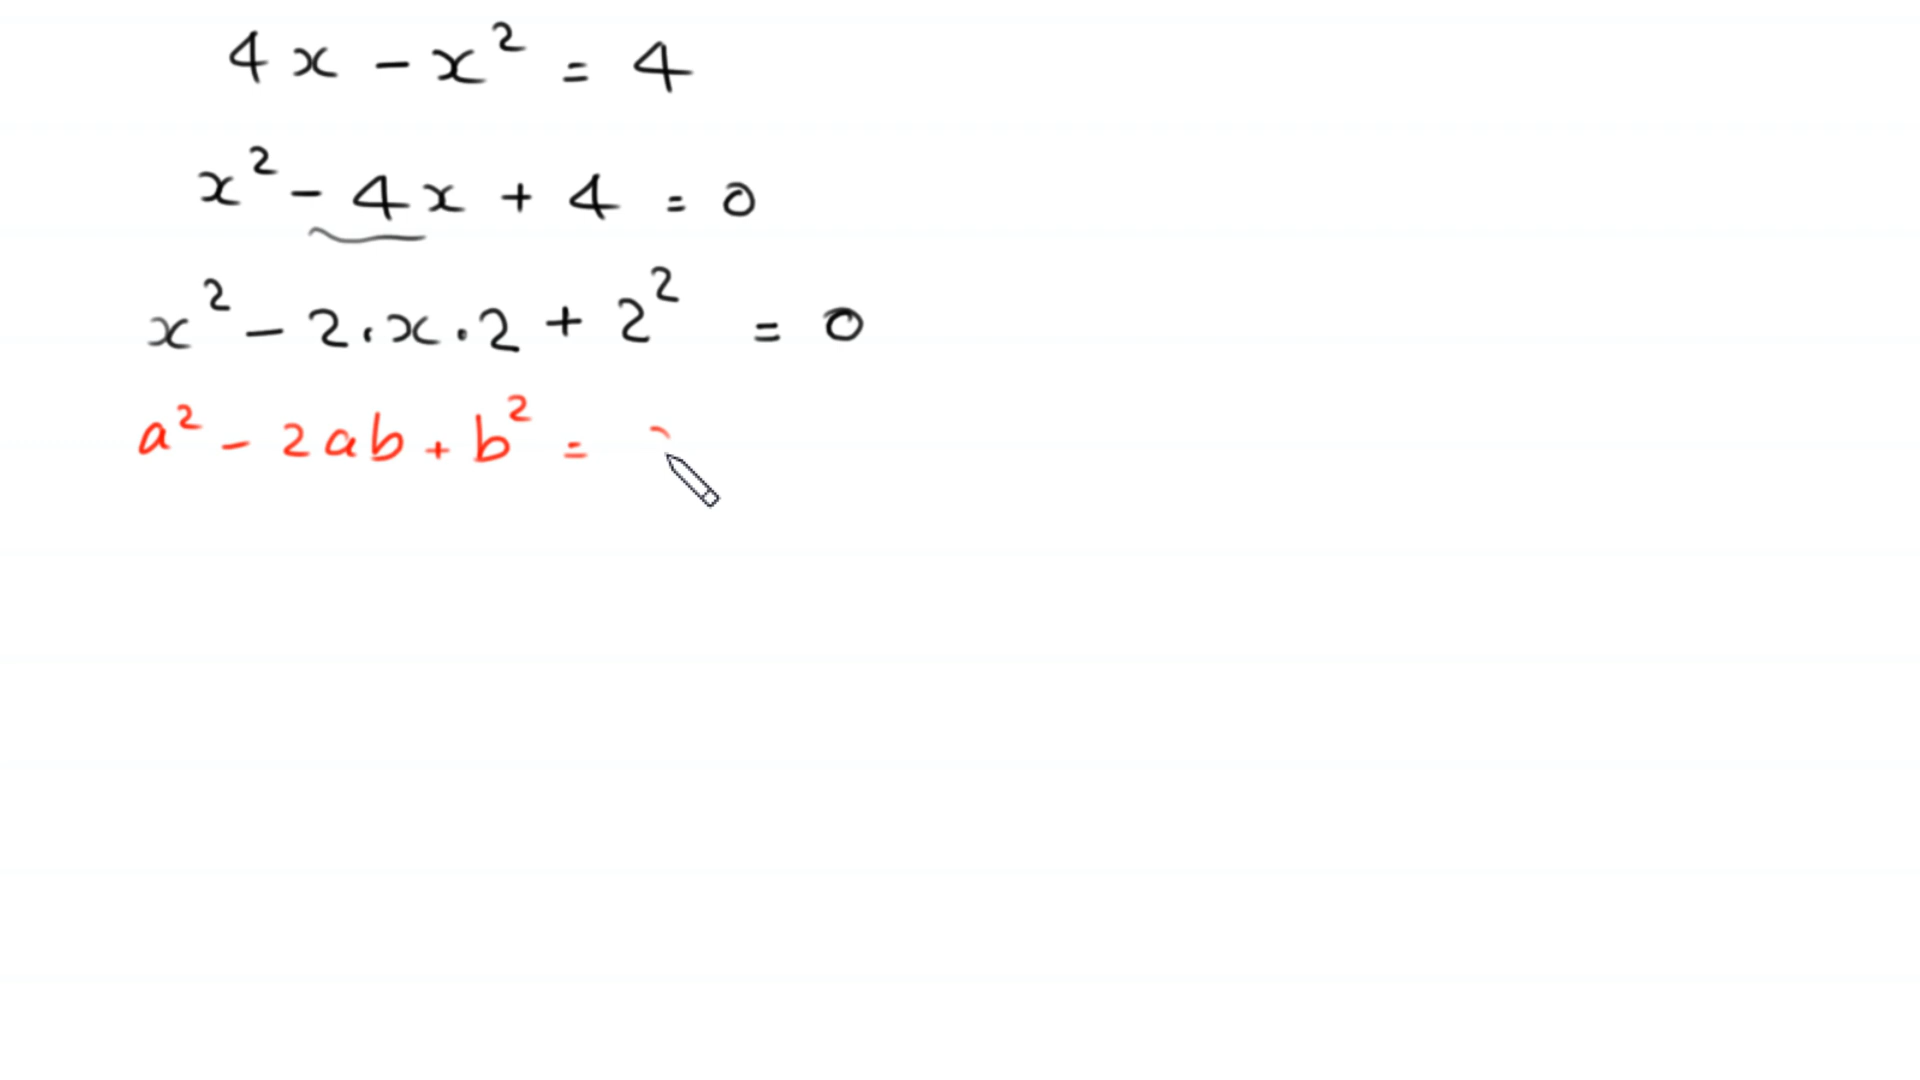 4x - x² = 4
x² - 4x + 4 = 0
x² - 2·x·2 + 2² = 0
a² - 2ab + b² =